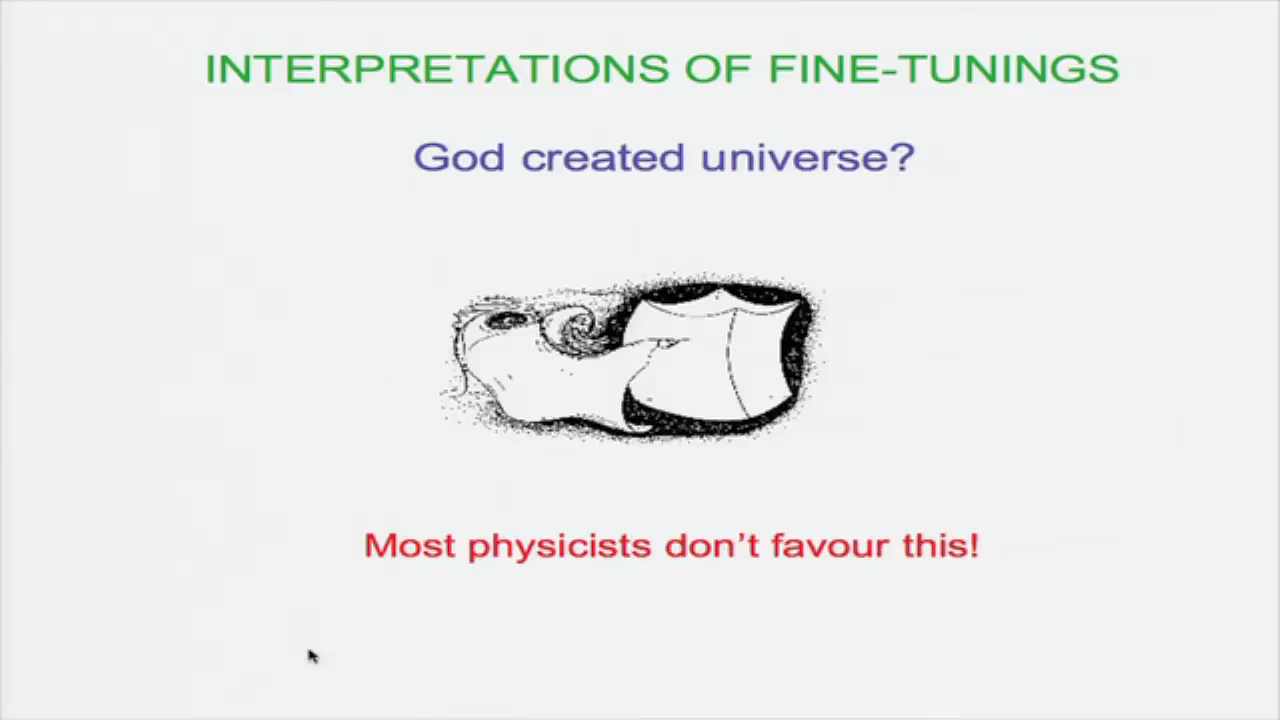 INTERPRETATIONS OF FINE-TUNINGS
God created universe?
Most physicists don’t favour this!